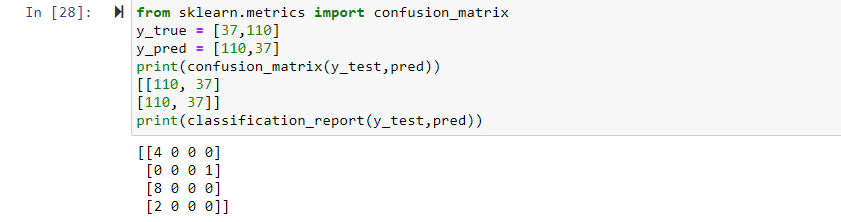 In [28]: from sklearn.metrics import confusion_matrix
y_true = [37,110]
y_pred = [110,37]
print(confusion_matrix(y_test,pred))
[[110, 37]
[110, 37]]
print(classification_report(y_test,pred))
[[4 0 0 0]
[0 0 0 1]
[8 0 0 0]
[2 0 0 0]]